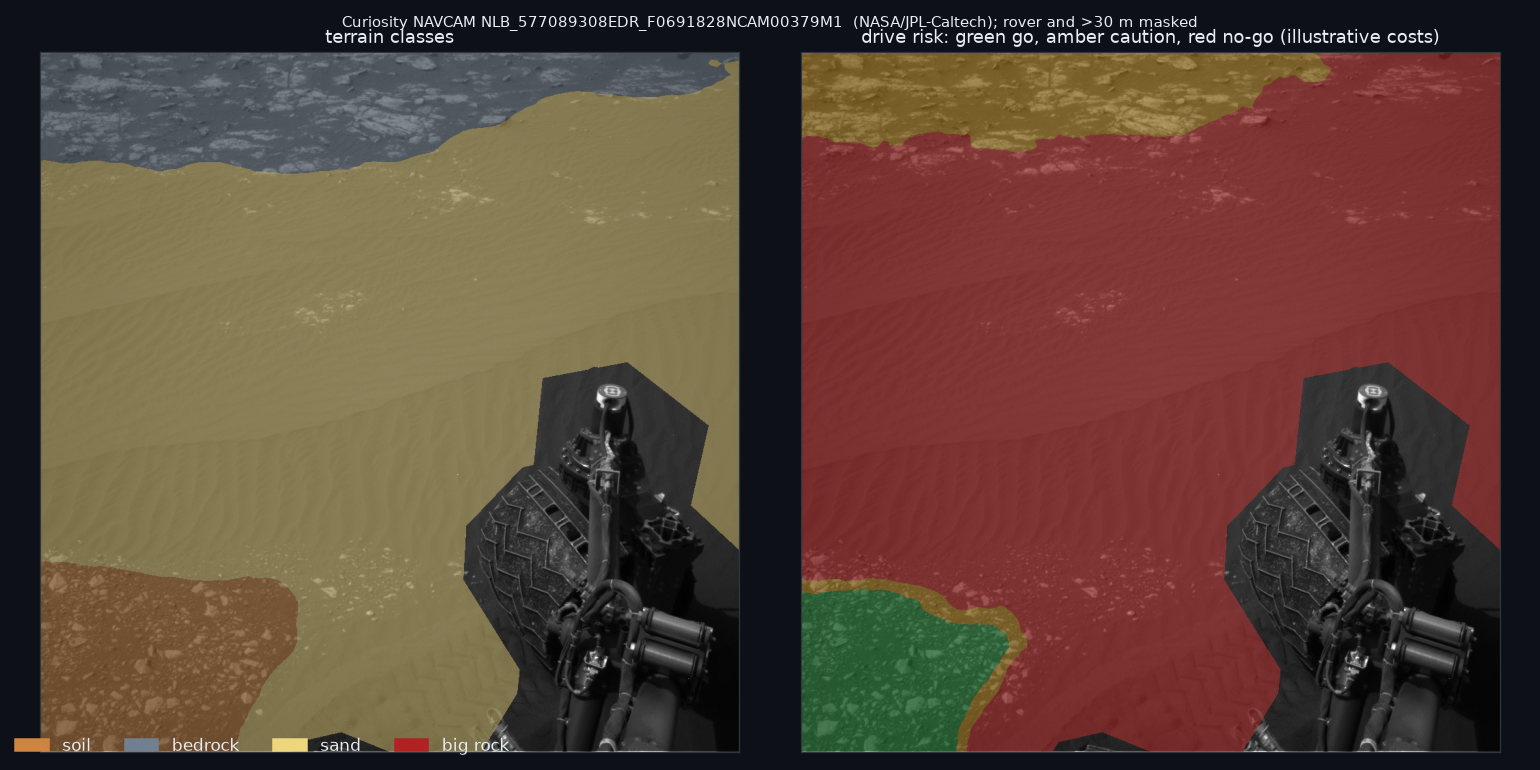 Curiosity NAVCAM NLB_577089308EDR_F0691828NCAM00379M1 (NASA/JPL-Caltech); rover and >30 m masked
terrain classes
drive risk: green go, amber caution, red no-go (illustrative costs)
soil
bedrock
sand
big rock